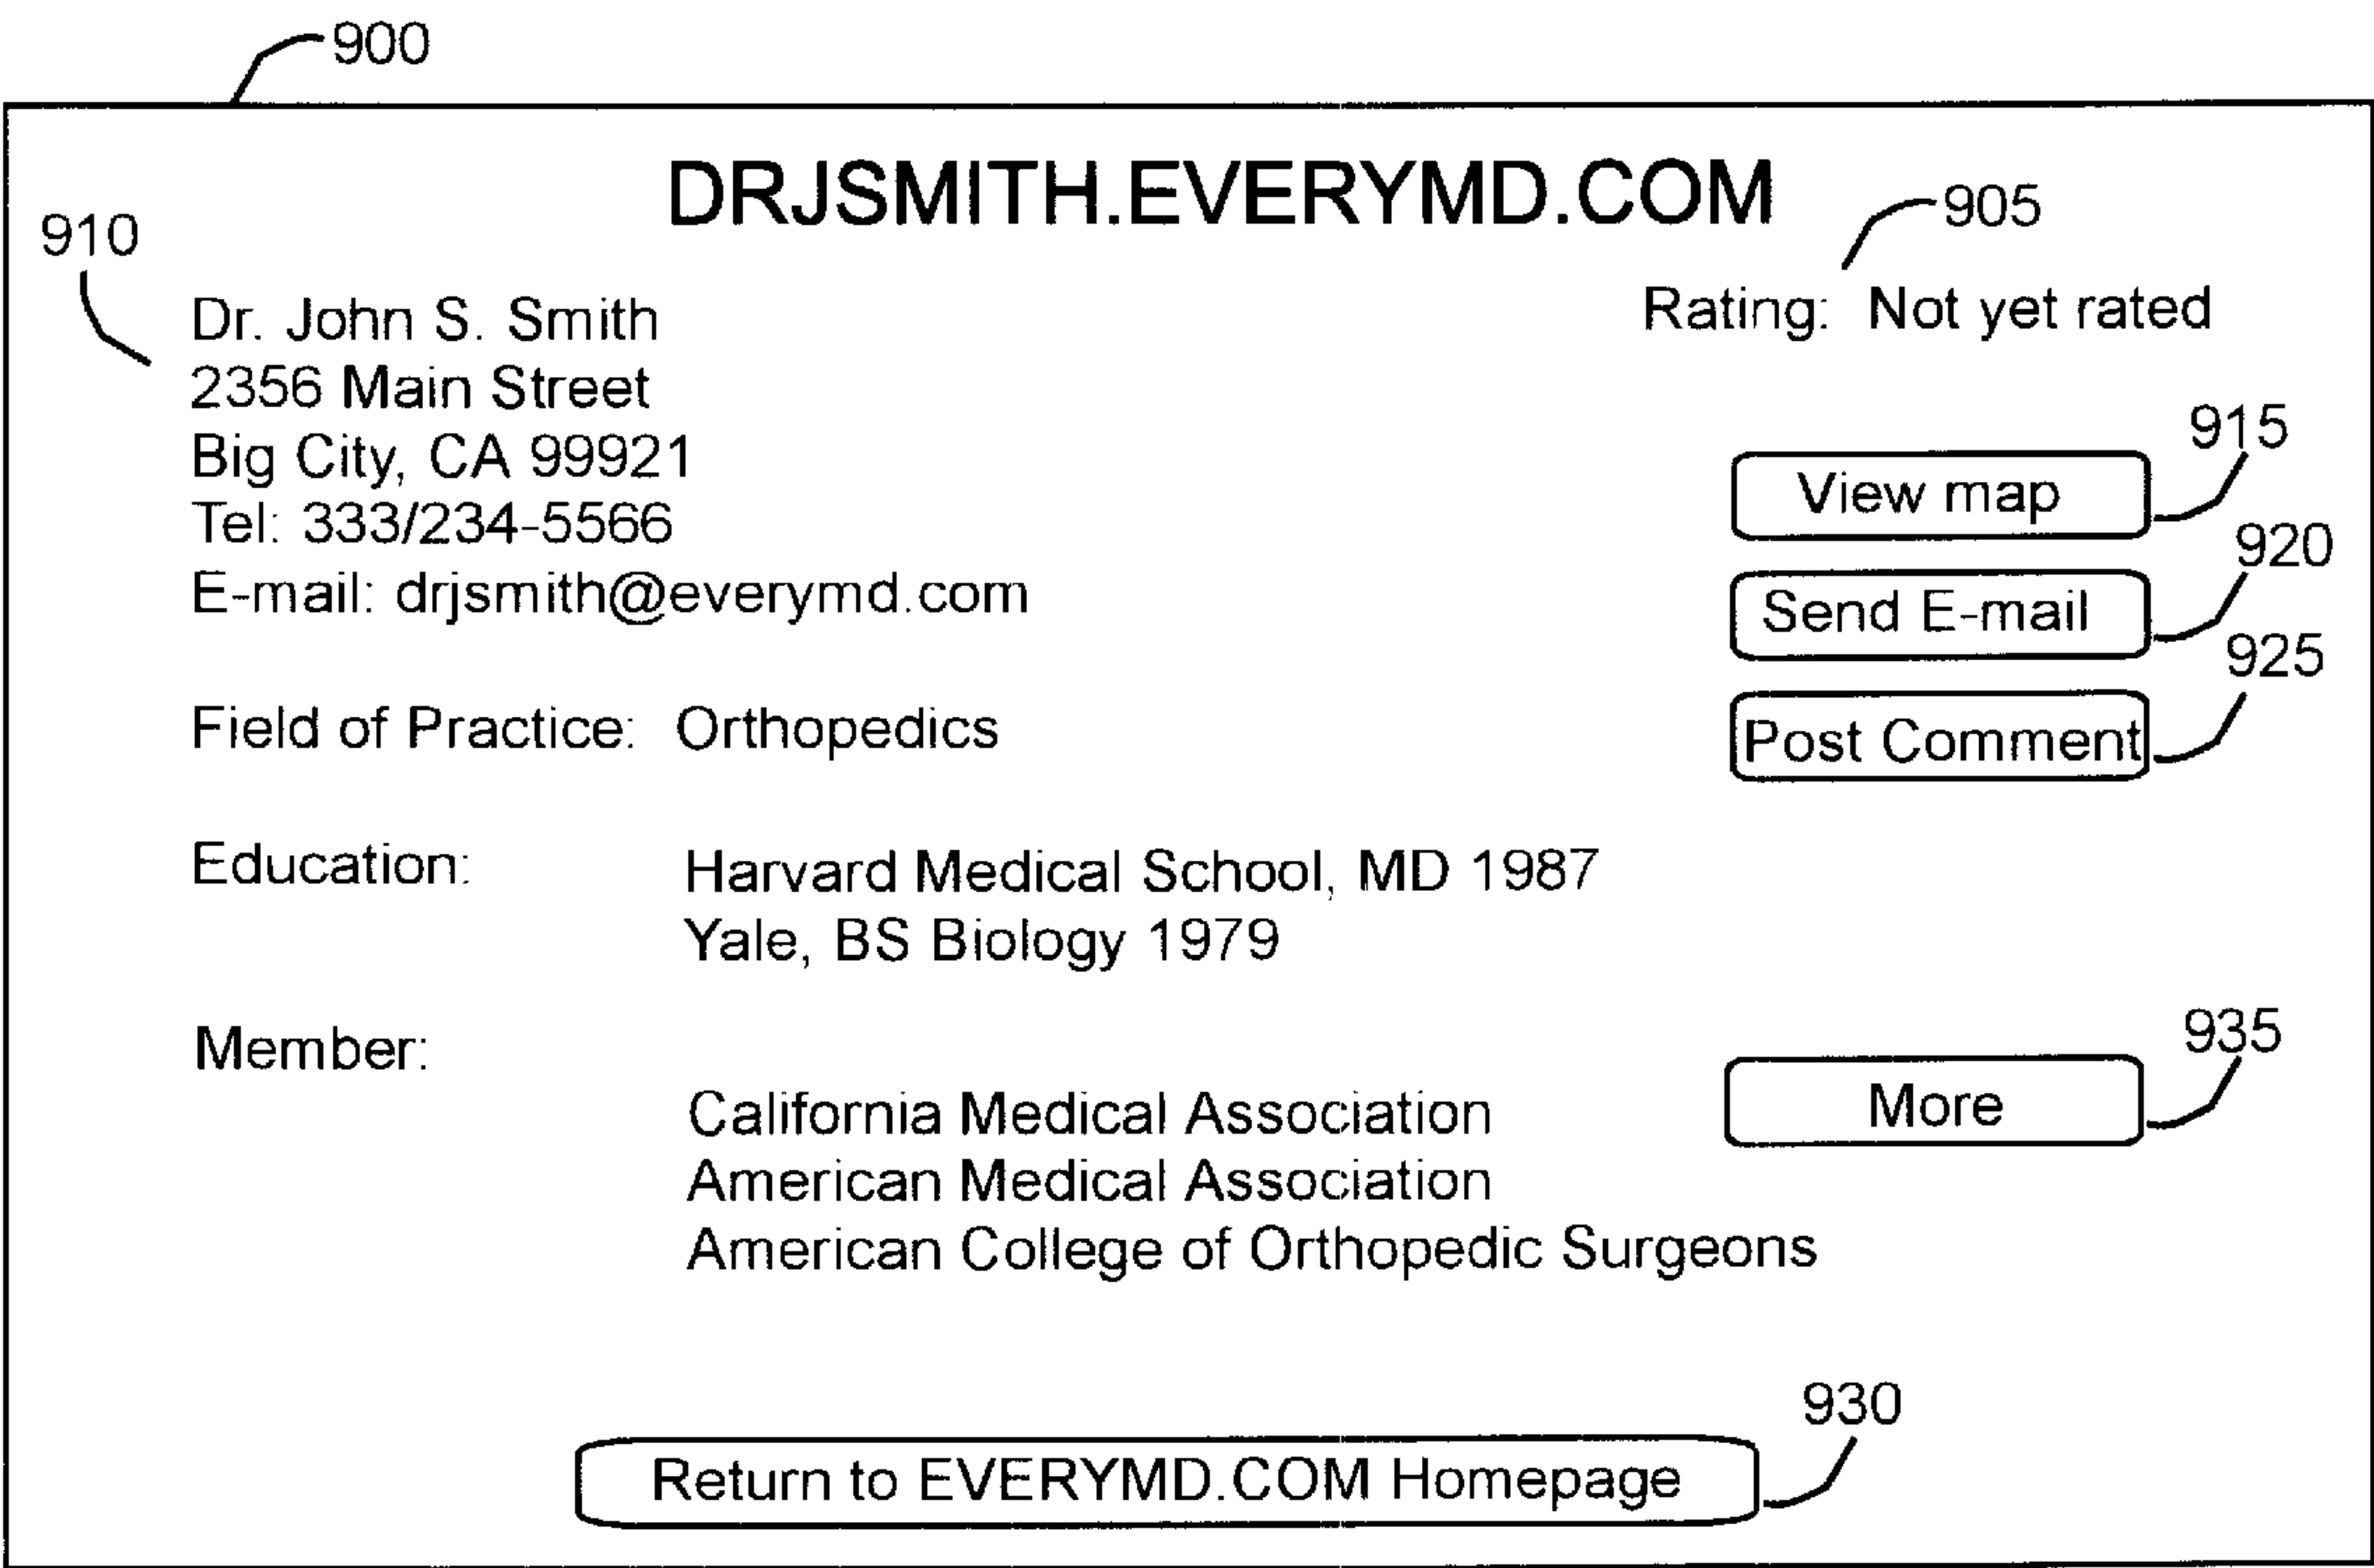 900
DRJSMITH.EVERYMD.COM
905
910
Rating: Not yet rated
Dr. John S. Smith
2356 Main Street
Big City, CA 99921
Tel: 333/234-5566
E-mail: drjsmith@everymd.com
915
View map
920
Send E-mail
925
Post Comment
Field of Practice: Orthopedics
Education: Harvard Medical School, MD 1987
Yale, BS Biology 1979
Member:
California Medical Association
American Medical Association
American College of Orthopedic Surgeons
935
More
930
Return to EVERYMD.COM Homepage